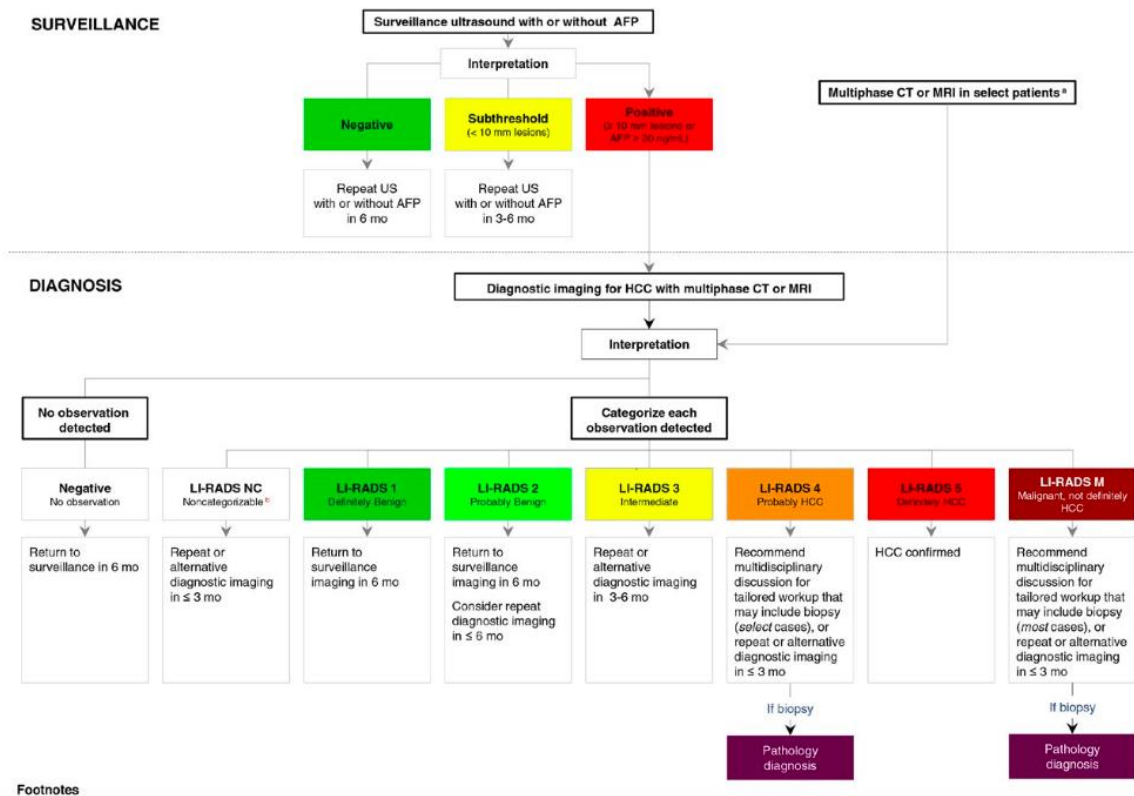 SURVEILLANCE
Surveillance ultrasound with or without AFP
Interpretation
Multiphase CT or MRI in select patients a
Negative
Subthreshold
(< 10 mm lesions)
Positive
(≥ 10 mm lesions or
AFP ≥ 20 ng/mL)
Repeat US
with or without AFP
in 6 mo
Repeat US
with or without AFP
in 3-6 mo
DIAGNOSIS
Diagnostic imaging for HCC with multiphase CT or MRI
Interpretation
No observation
detected
Categorize each
observation detected
Negative
No observation
LI-RADS NC
Noncategorizable b
LI-RADS 1
Definitely Benign
LI-RADS 2
Probably Benign
LI-RADS 3
Intermediate
LI-RADS 4
Probably HCC
LI-RADS 5
Definitely HCC
LI-RADS M
Malignant, not definitely
HCC
Return to
surveillance in 6 mo
Repeat or
alternative
diagnostic imaging
in ≤ 3 mo
Return to
surveillance
imaging in 6 mo
Return to
surveillance
imaging in 6 mo
Consider repeat
diagnostic imaging
in ≤ 6 mo
Repeat or
alternative
diagnostic imaging
in 3-6 mo
Recommend
multidisciplinary
discussion for
tailored workup that
may include biopsy
(select cases), or
repeat or alternative
diagnostic imaging
in ≤ 3 mo
HCC confirmed
Recommend
multidisciplinary
discussion for
tailored workup that
may include biopsy
(most cases), or
repeat or alternative
diagnostic imaging
in ≤ 3 mo
If biopsy
If biopsy
Pathology
diagnosis
Pathology
diagnosis
Footnotes